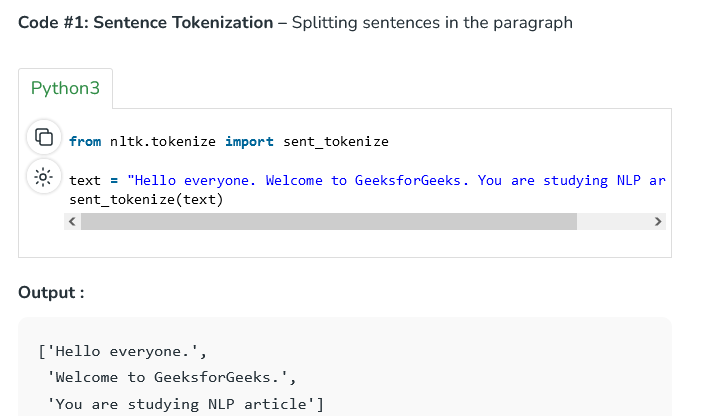 Code #1: Sentence Tokenization – Splitting sentences in the paragraph
Python3
from nltk.tokenize import sent_tokenize
text = "Hello everyone. Welcome to GeeksforGeeks. You are studying NLP ar
sent_tokenize(text)
Output :
['Hello everyone.',
 'Welcome to GeeksforGeeks.',
 'You are studying NLP article']